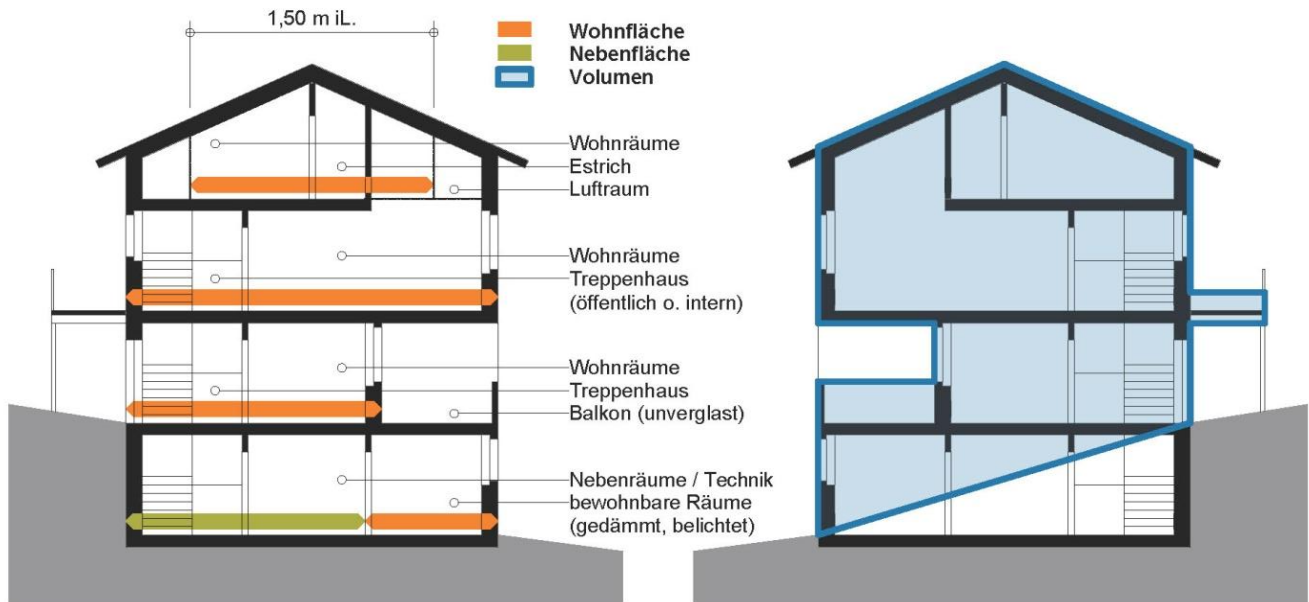 1,50 m iL.
Wohnfläche
Nebenfläche
Volumen
Wohnräume
Estrich
Luftraum
Wohnräume
Treppenhaus
(öffentlich o. intern)
Wohnräume
Treppenhaus
Balkon (unverglast)
Nebenräume / Technik
bewohnbare Räume
(gedämmt, belichtet)